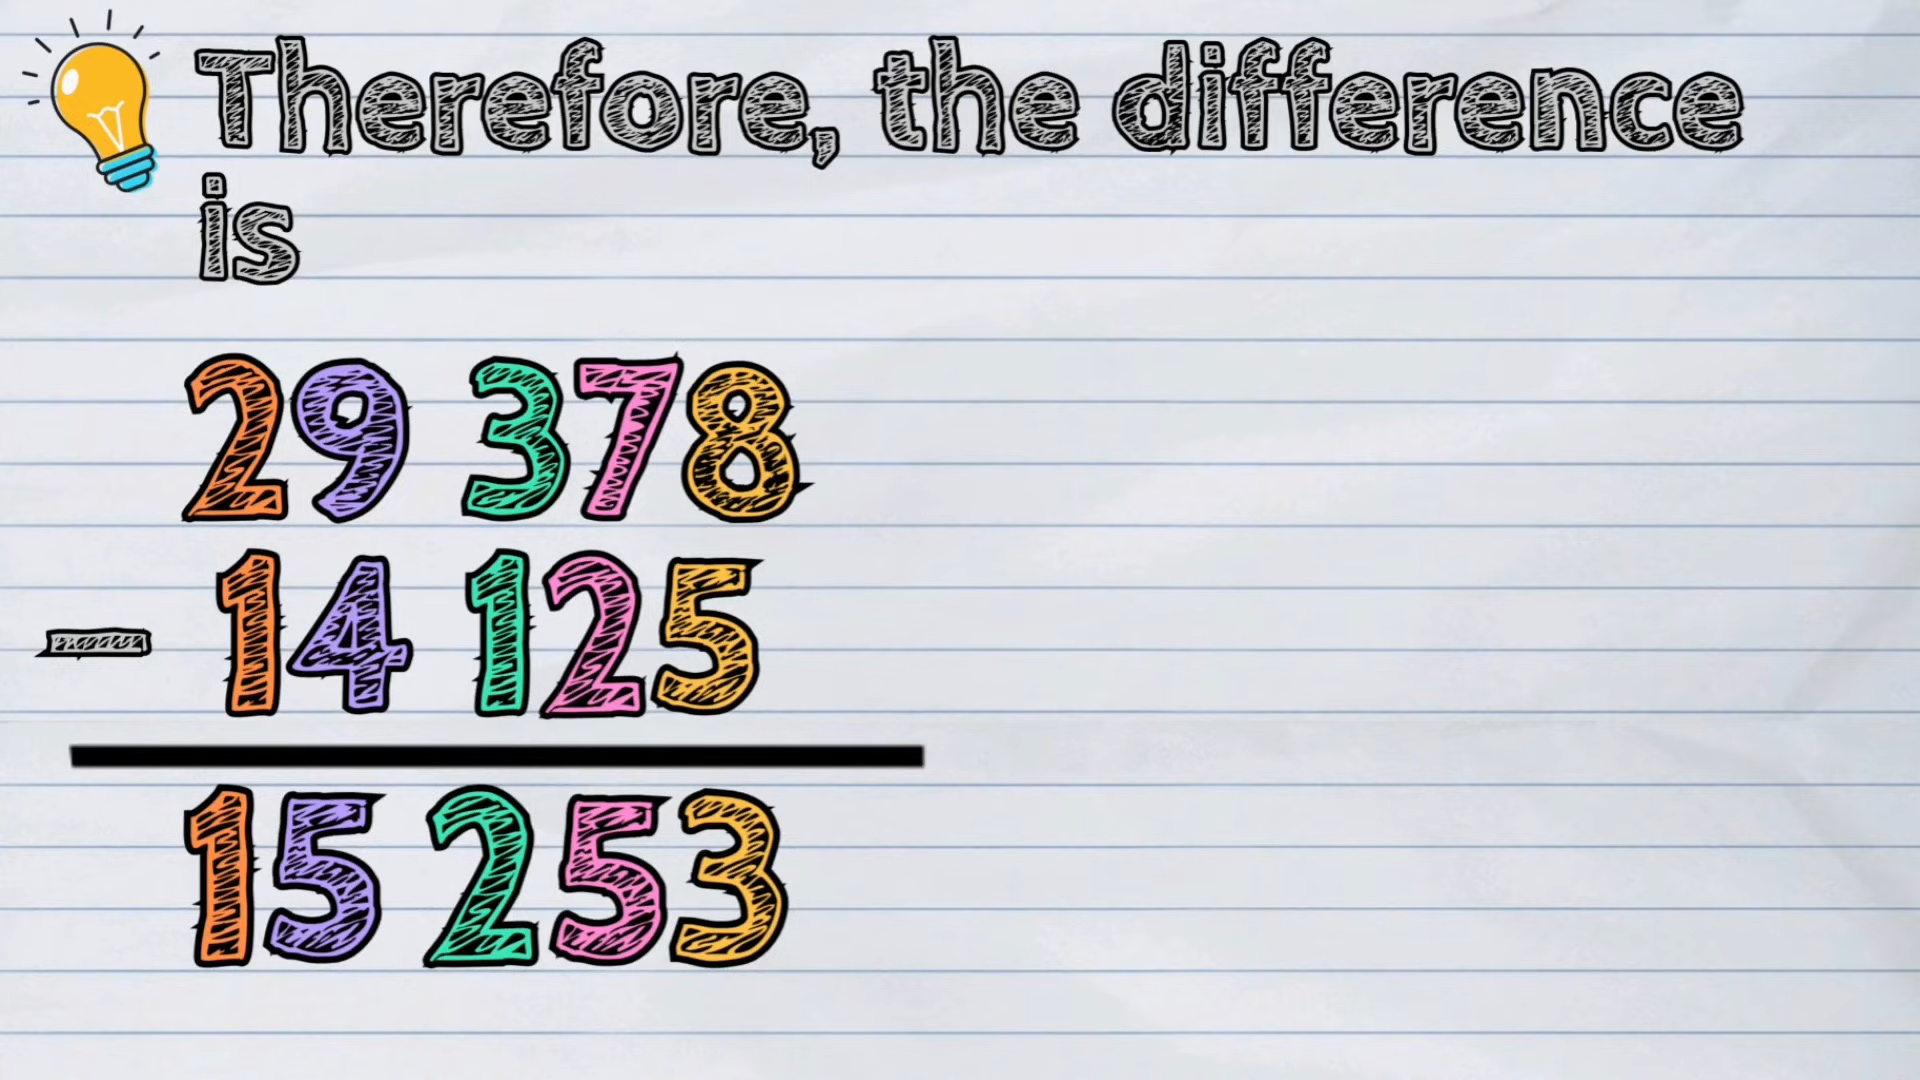 Therefore, the difference
is
29 378
- 14 125
15 253